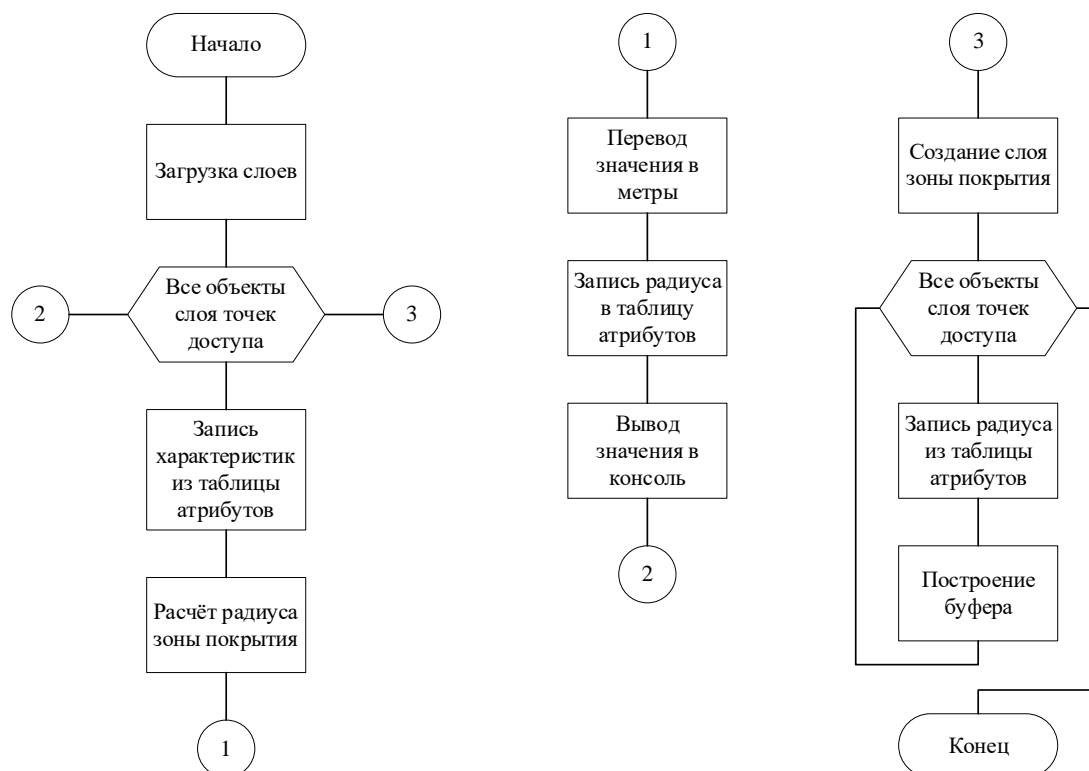 Начало
Загрузка слоев
2
Все объекты
слоя точек
доступа
3
Запись
характеристик
из таблицы
атрибутов
Расчёт радиуса
зоны покрытия
1
1
Перевод
значения в
метры
Запись радиуса
в таблицу
атрибутов
Вывод
значения в
консоль
2
3
Создание слоя
зоны покрытия
Все объекты
слоя точек
доступа
Запись радиуса
из таблицы
атрибутов
Построение
буфера
Конец